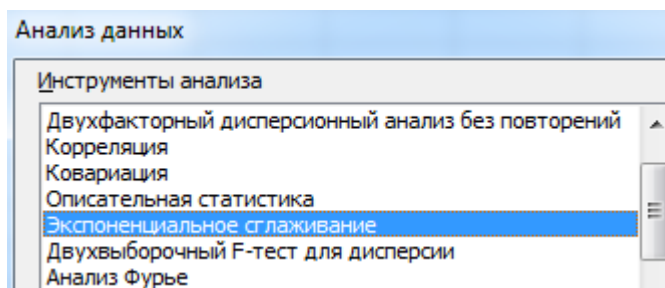 Анализ данных
Инструменты анализа
Двухфакторный дисперсионный анализ без повторений
Корреляция
Ковариация
Описательная статистика
Экспоненциальное сглаживание
Двухвыборочный F-тест для дисперсии
Анализ Фурье